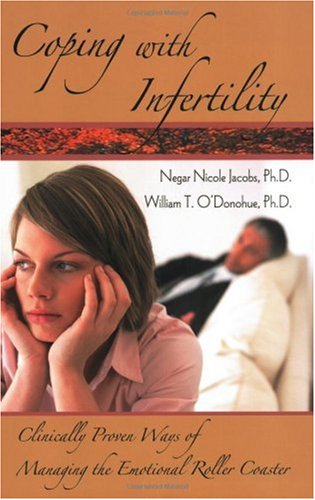 Coping with
Infertility
Negar Nicole Jacobs, Ph.D.
William T. O'Donohue, Ph.D.
Clinically Proven Ways of
Managing the Emotional Roller Coaster